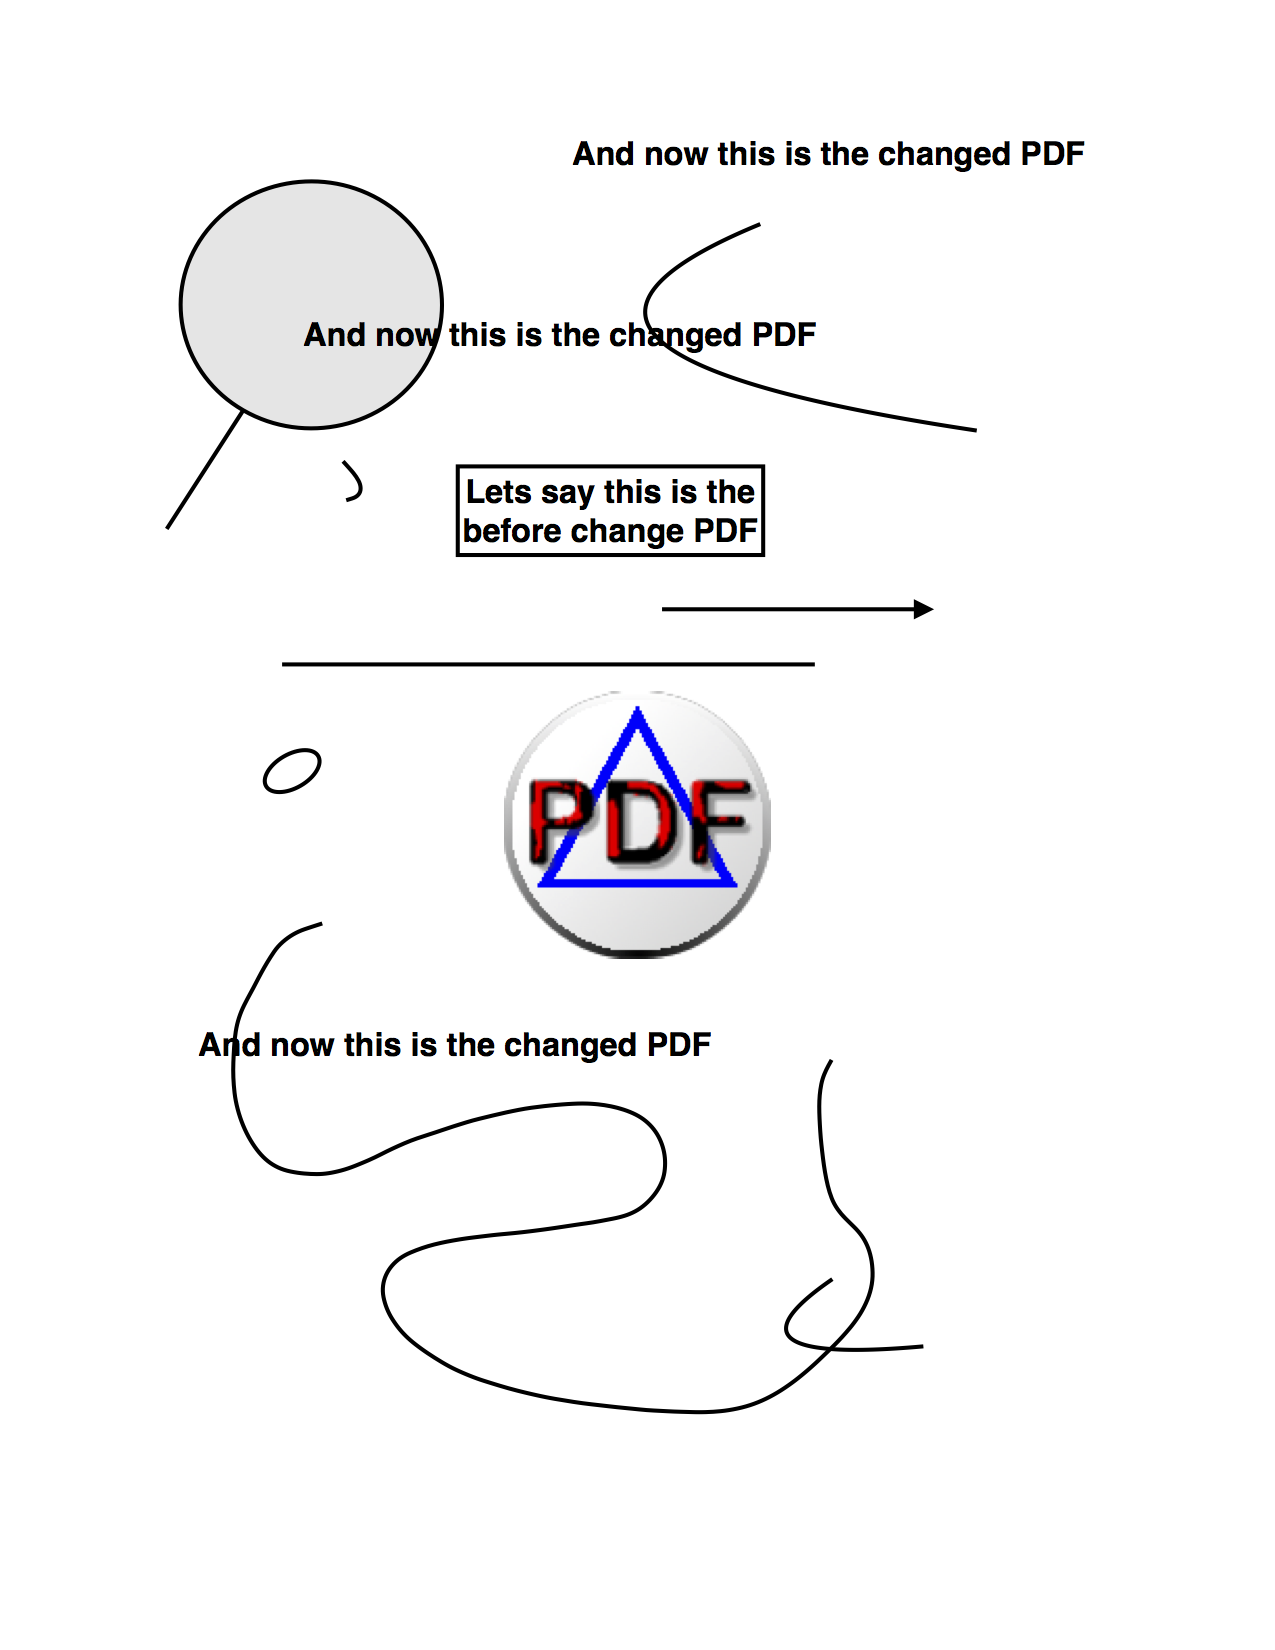 And now this is the changed PDF
And now this is the changed PDF
Lets say this is the
before change PDF
PDF
And now this is the changed PDF